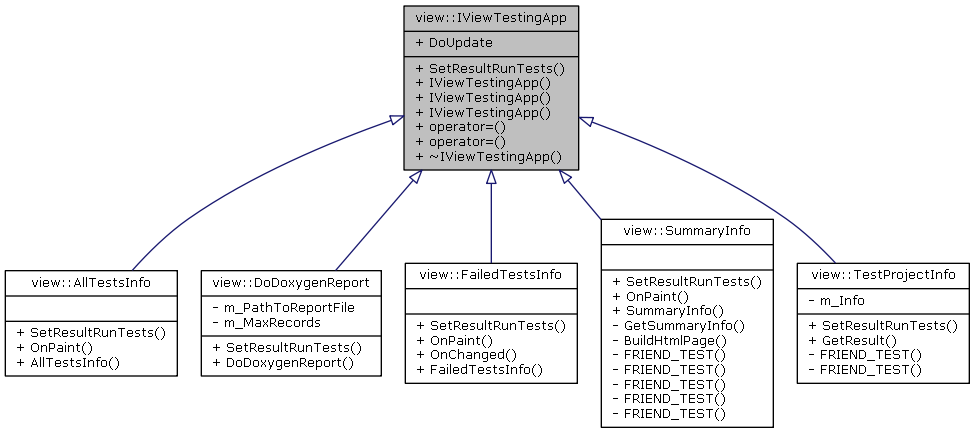 view::IViewTestingApp
+ DoUpdate
+ SetResultRunTests()
+ IViewTestingApp()
+ IViewTestingApp()
+ IViewTestingApp()
+ operator=()
+ operator=()
+ ~IViewTestingApp()
view::AllTestsInfo
+ SetResultRunTests()
+ OnPaint()
+ AllTestsInfo()
view::DoDoxygenReport
- m_PathToReportFile
- m_MaxRecords
+ SetResultRunTests()
+ DoDoxygenReport()
view::FailedTestsInfo
+ SetResultRunTests()
+ OnPaint()
+ OnChanged()
+ FailedTestsInfo()
view::SummaryInfo
+ SetResultRunTests()
+ OnPaint()
+ SummaryInfo()
- GetSummaryInfo()
- BuildHtmlPage()
- FRIEND_TEST()
- FRIEND_TEST()
- FRIEND_TEST()
- FRIEND_TEST()
- FRIEND_TEST()
view::TestProjectInfo
- m_Info
+ SetResultRunTests()
+ GetResult()
- FRIEND_TEST()
- FRIEND_TEST()